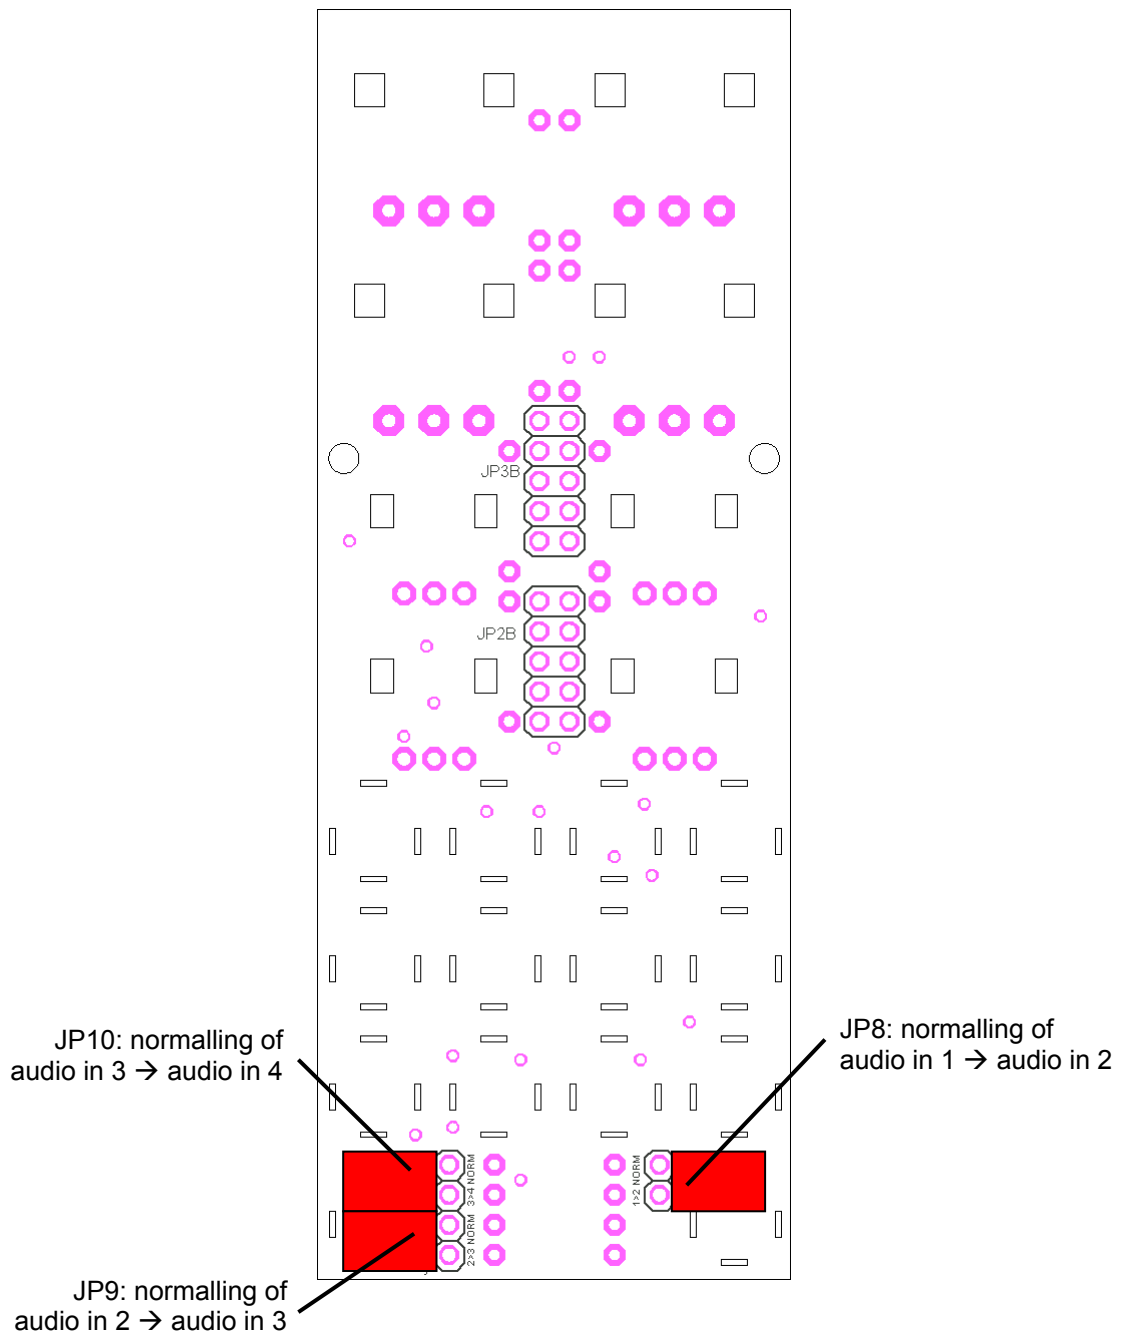 JP3B
JP2B
JP10: normalling of
audio in 3 → audio in 4
JP8: normalling of
audio in 1 → audio in 2
3>4 NORM
1>2 NORM
2>3 NORM
JP9: normalling of
audio in 2 → audio in 3